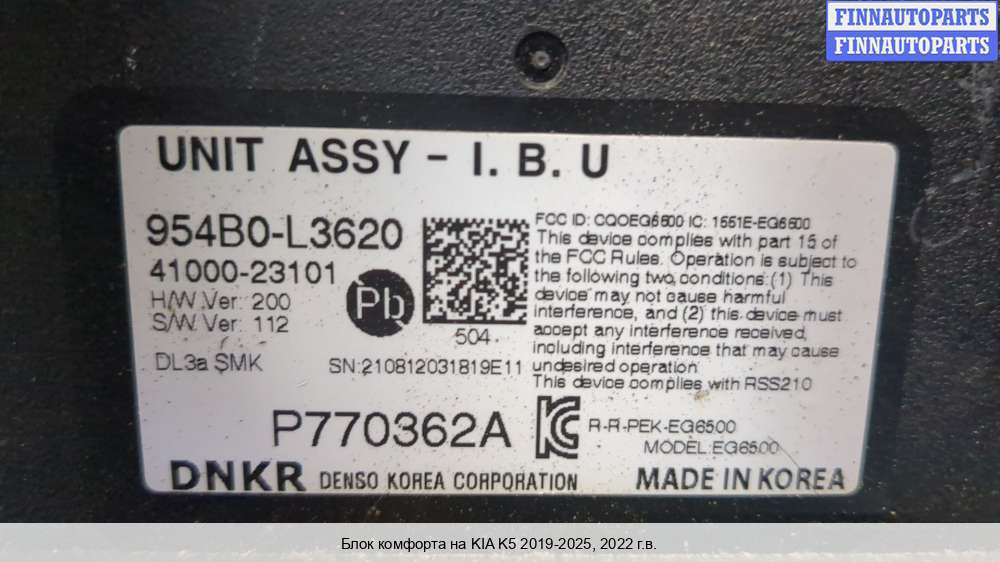 FINNAUTOPARTS
FINNAUTOPARTS
UNIT ASSY - I. B. U
954B0-L3620
41000-23101
H/W Ver: 200
S/W Ver: 112
DL3a SMK
Pb
504
SN:210812031819E11
FCC ID: CQOEG6500 IC: 1551E-EG6500
This device complies with part 15 of
the FCC Rules. Operation is subject to
the following two conditions:(1) This
device may not cause harmful
interference, and (2) this device must
accept any interference received,
including interference that may cause
undesired operation
This device complies with RSS210
P770362A
R-R-PEK-EG6500
MODEL:EG6500
DNKR DENSO KOREA CORPORATION
MADE IN KOREA
Блок комфорта на KIA K5 2019-2025, 2022 г.в.